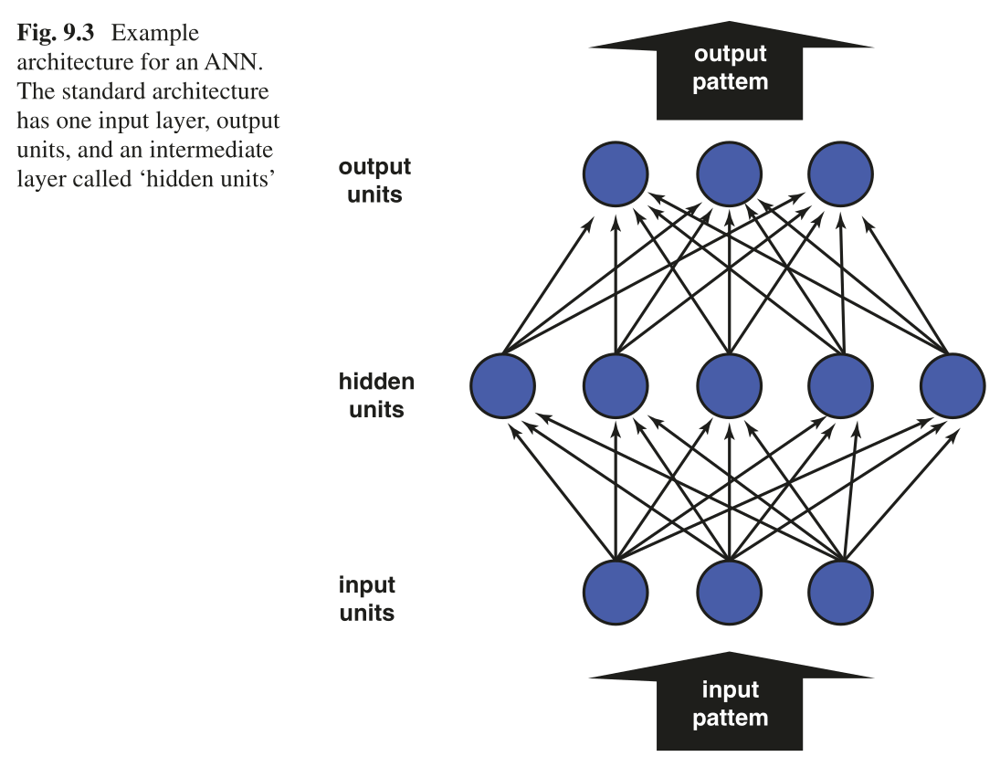 Fig. 9.3 Example
architecture for an ANN.
The standard architecture
has one input layer, output
units, and an intermediate
layer called ‘hidden units’
output
pattem
output
units
hidden
units
input
units
input
pattem